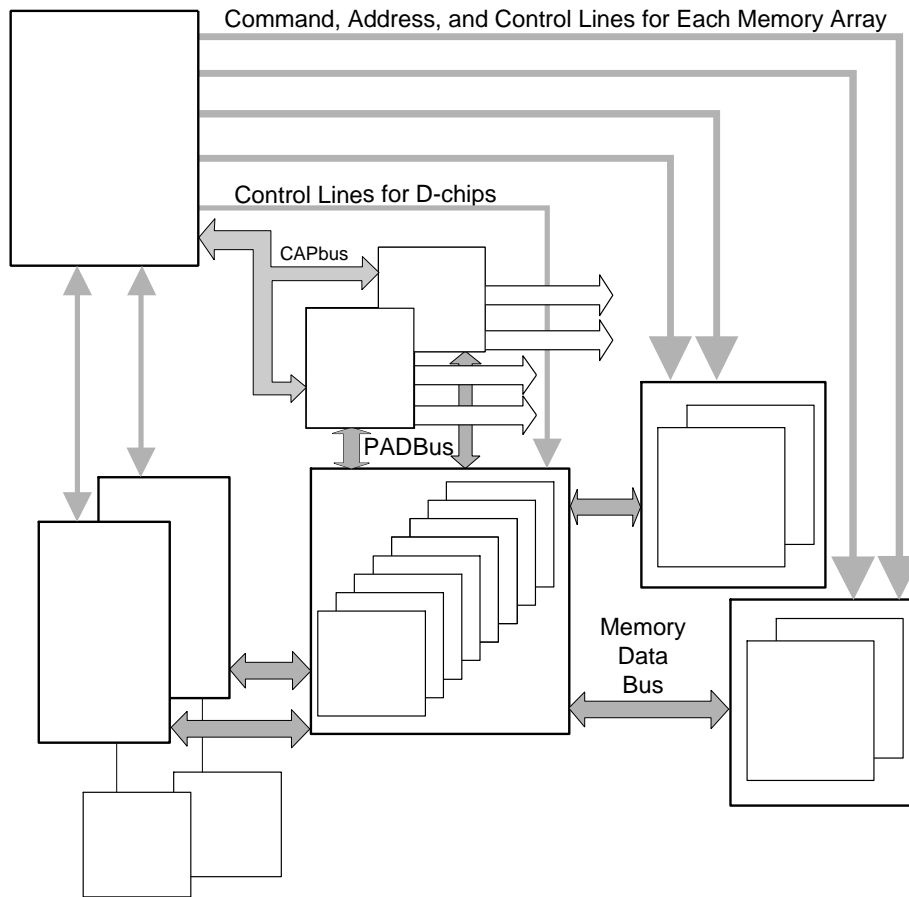 Command, Address, and Control Lines for Each Memory Array
Control Lines for D-chips
CAPbus
PADBus
Memory
Data
Bus